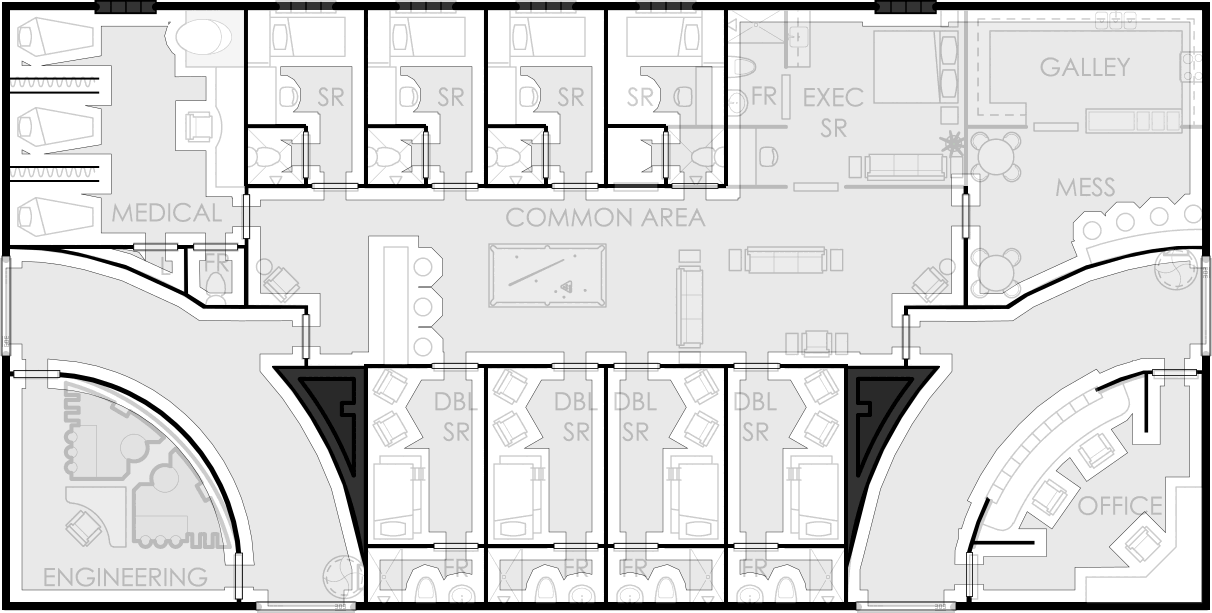 SR
SR
SR
SR
FR
EXEC
SR
GALLEY
MESS
MEDICAL
COMMON AREA
FR
DBL
SR
DBL
SR
DBL
SR
DBL
SR
OFFICE
ENGINEERING
FR
FR
FR
FR